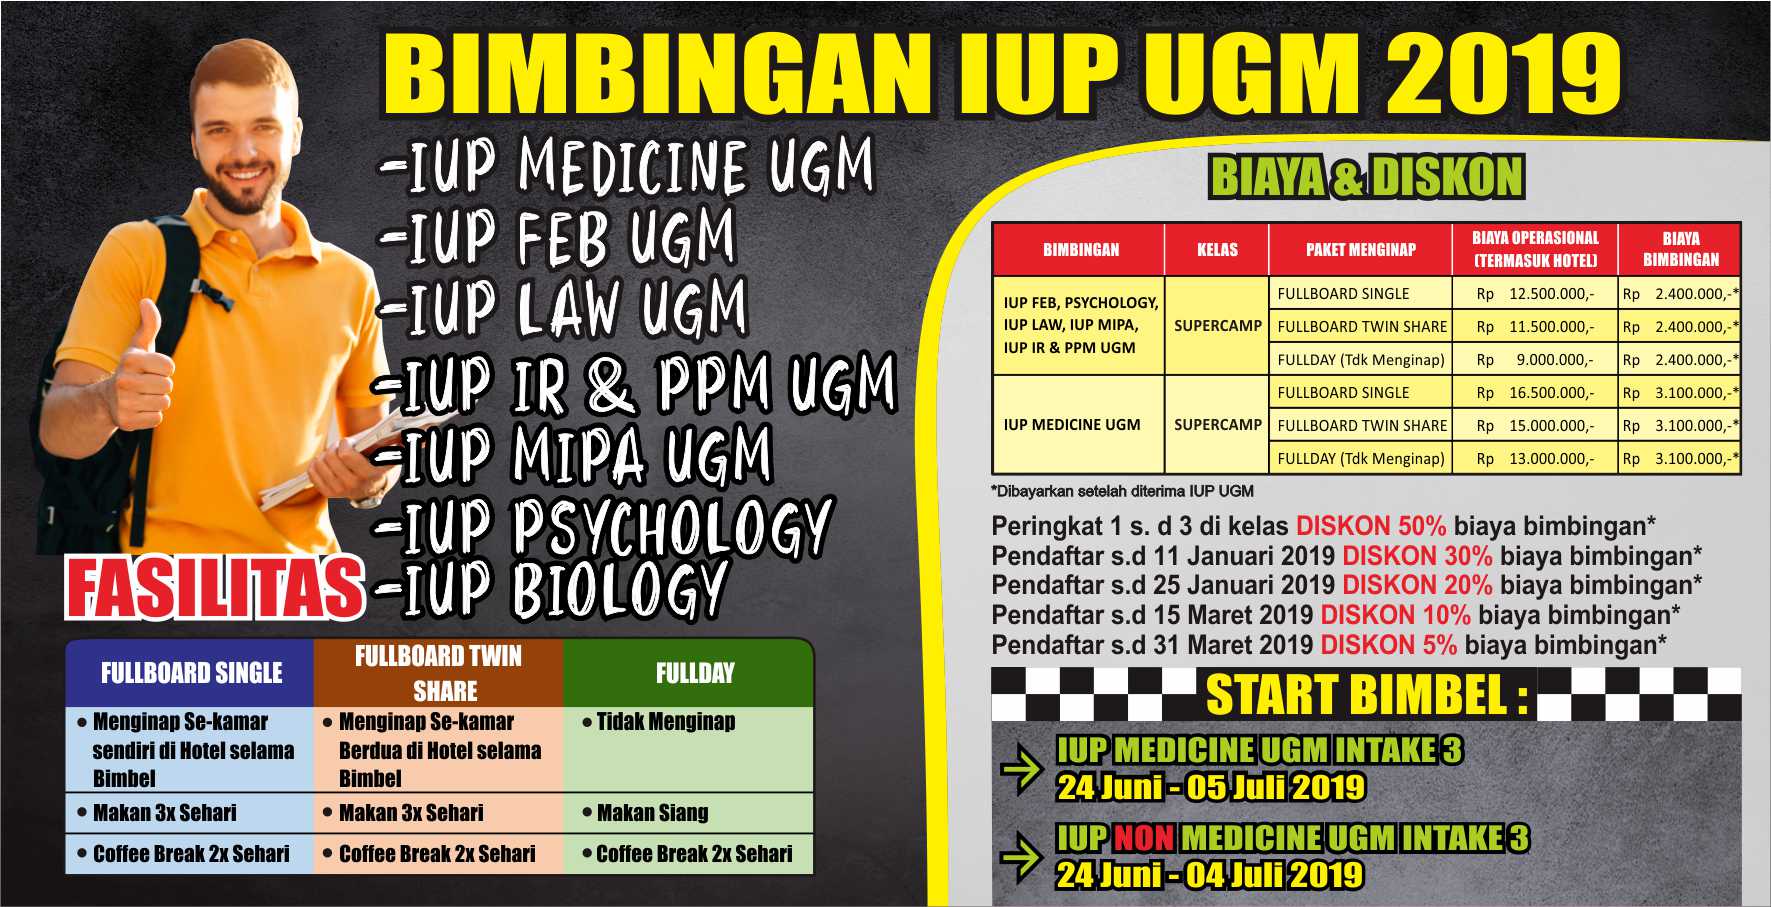 BIMBINGAN IUP UGM 2019
-IUP MEDICINE UGM
-IUP FEB UGM
-IUP LAW UGM
-IUP IR & PPM UGM
-IUP MIPA UGM
-IUP PSYCHOLOGY
-IUP BIOLOGY
FASILITAS
FULLBOARD SINGLE
FULLBOARD TWIN
SHARE
FULLDAY
• Menginap Se-kamar
sendiri di Hotel selama
Bimbel
• Menginap Se-kamar
Berdua di Hotel selama
Bimbel
• Tidak Menginap
• Makan 3x Sehari
• Makan 3x Sehari
• Makan Siang
• Coffee Break 2x Sehari
• Coffee Break 2x Sehari
• Coffee Break 2x Sehari
BIAYA & DISKON
BIMBINGAN
KELAS
PAKET MENGINAP
BIAYA OPERASIONAL
(TERMASUK HOTEL)
BIAYA
BIMBINGAN
IUP FEB, PSYCHOLOGY,
IUP LAW, IUP MIPA,
IUP IR & PPM UGM
SUPERCAMP
FULLBOARD SINGLE Rp 12.500.000,- Rp 2.400.000,-*
FULLBOARD TWIN SHARE Rp 11.500.000,- Rp 2.400.000,-*
FULLDAY (Tdk Menginap) Rp 9.000.000,- Rp 2.400.000,-*
IUP MEDICINE UGM
SUPERCAMP
FULLBOARD SINGLE Rp 16.500.000,- Rp 3.100.000,-*
FULLBOARD TWIN SHARE Rp 15.000.000,- Rp 3.100.000,-*
FULLDAY (Tdk Menginap) Rp 13.000.000,- Rp 3.100.000,-*
*Dibayarkan setelah diterima IUP UGM
Peringkat 1 s. d 3 di kelas DISKON 50% biaya bimbingan*
Pendaftar s.d 11 Januari 2019 DISKON 30% biaya bimbingan*
Pendaftar s.d 25 Januari 2019 DISKON 20% biaya bimbingan*
Pendaftar s.d 15 Maret 2019 DISKON 10% biaya bimbingan*
Pendaftar s.d 31 Maret 2019 DISKON 5% biaya bimbingan*
START BIMBEL :
IUP MEDICINE UGM INTAKE 3
24 Juni - 05 Juli 2019
IUP NON MEDICINE UGM INTAKE 3
24 Juni - 04 Juli 2019